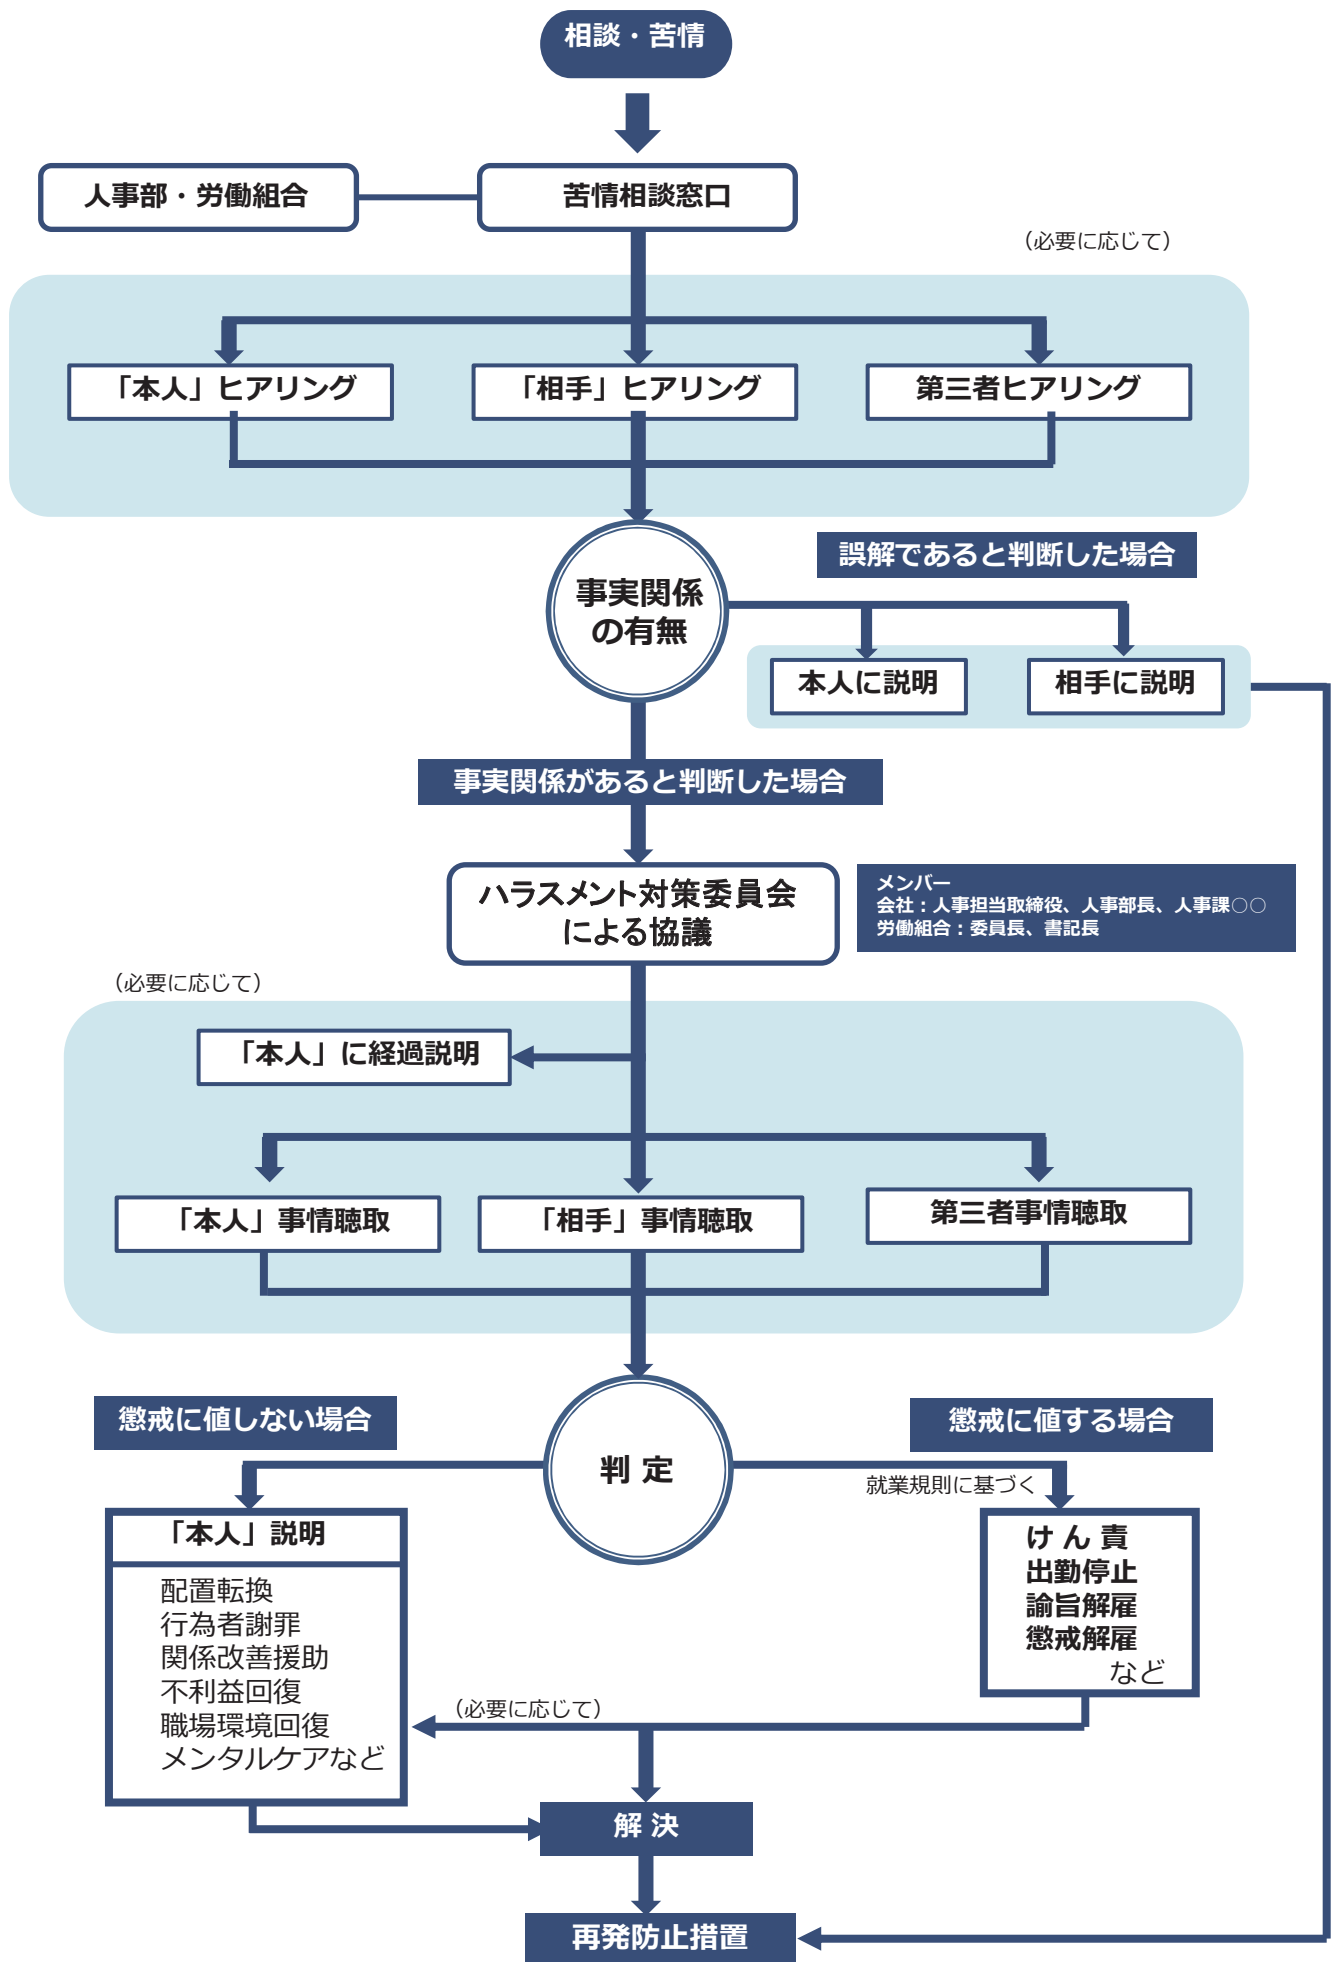 相談・苦情
人事部・労働組合
苦情相談窓口
（必要に応じて）
「本人」ヒアリング
「相手」ヒアリング
第三者ヒアリング
事実関係
の有無
誤解であると判断した場合
本人に説明
相手に説明
事実関係があると判断した場合
ハラスメント対策委員会
による協議
メンバー
会社：人事担当取締役、人事部長、人事課○○
労働組合：委員長、書記長
（必要に応じて）
「本人」に経過説明
「本人」事情聴取
「相手」事情聴取
第三者事情聴取
懲戒に値しない場合
判 定
懲戒に値する場合
就業規則に基づく
「本人」説明
配置転換
行為者謝罪
関係改善援助
不利益回復
職場環境回復
メンタルケアなど
けん責
出勤停止
諭旨解雇
懲戒解雇
など
（必要に応じて）
解 決
再発防止措置